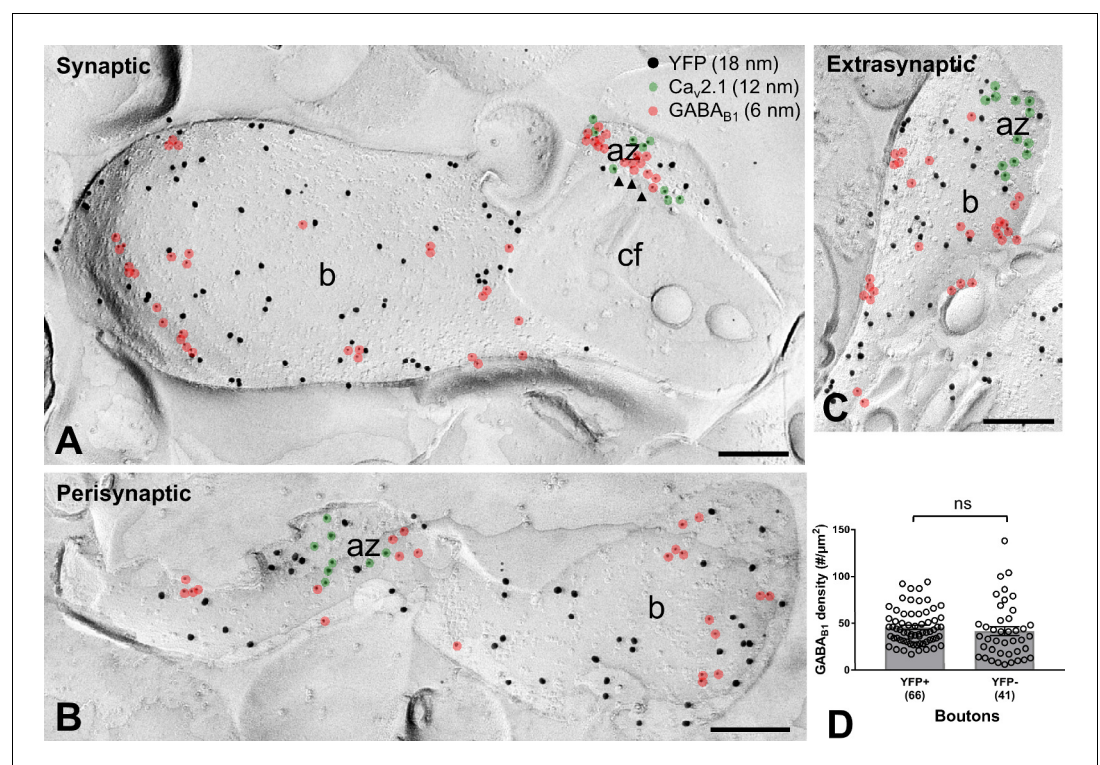 Synaptic
YFP (18 nm)
Cav2.1 (12 nm)
GABAB1 (6 nm)
az
b
cf
A
Extrasynaptic
az
b
C
Perisynaptic
az
b
B
ns
150
100
50
0
GABAB1 density (#/μm²)
YFP+ YFP-
(66) (41)
Boutons
D